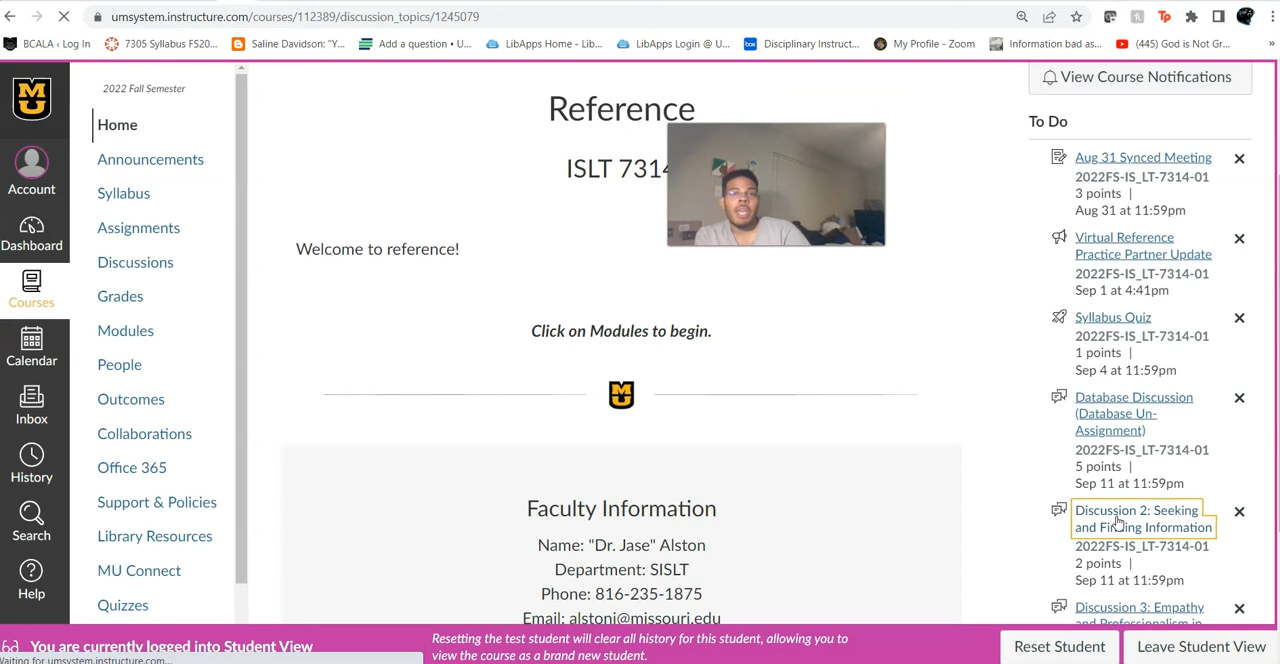 umsystem.instructure.com/courses/112389/discussion_topics/1245079
BCALA ‹ Log In
7305 Syllabus FS20...
Saline Davidson: "Y...
Add a question • U...
LibApps Home - Lib...
LibApps Login @ U...
box
Disciplinary Instruct...
My Profile - Zoom
Information bad as...
(445) God is Not Gr...
»
Account
Dashboard
Courses
Calendar
Inbox
History
Search
Help
2022 Fall Semester
Home
Announcements
Syllabus
Assignments
Discussions
Grades
Modules
People
Outcomes
Collaborations
Office 365
Support & Policies
Library Resources
MU Connect
Quizzes
Reference
ISLT 7314
Welcome to reference!
Click on Modules to begin.
Faculty Information
Name: "Dr. Jase" Alston
Department: SISLT
Phone: 816-235-1875
Email: alstonj@missouri.edu
View Course Notifications
To Do
Aug 31 Synced Meeting
2022FS-IS_LT-7314-01
3 points |
Aug 31 at 11:59pm
Virtual Reference
Practice Partner Update
2022FS-IS_LT-7314-01
Sep 1 at 4:41pm
Syllabus Quiz
2022FS-IS_LT-7314-01
1 points |
Sep 4 at 11:59pm
Database Discussion
(Database Un-
Assignment)
2022FS-IS_LT-7314-01
5 points |
Sep 11 at 11:59pm
Discussion 2: Seeking
and Finding Information
2022FS-IS_LT-7314-01
2 points |
Sep 11 at 11:59pm
Discussion 3: Empathy
and Professionalism in
You are currently logged into Student View
Resetting the test student will clear all history for this student, allowing you to
view the course as a brand new student.
Reset Student
Leave Student View
Waiting for umsystem.instructure.com...